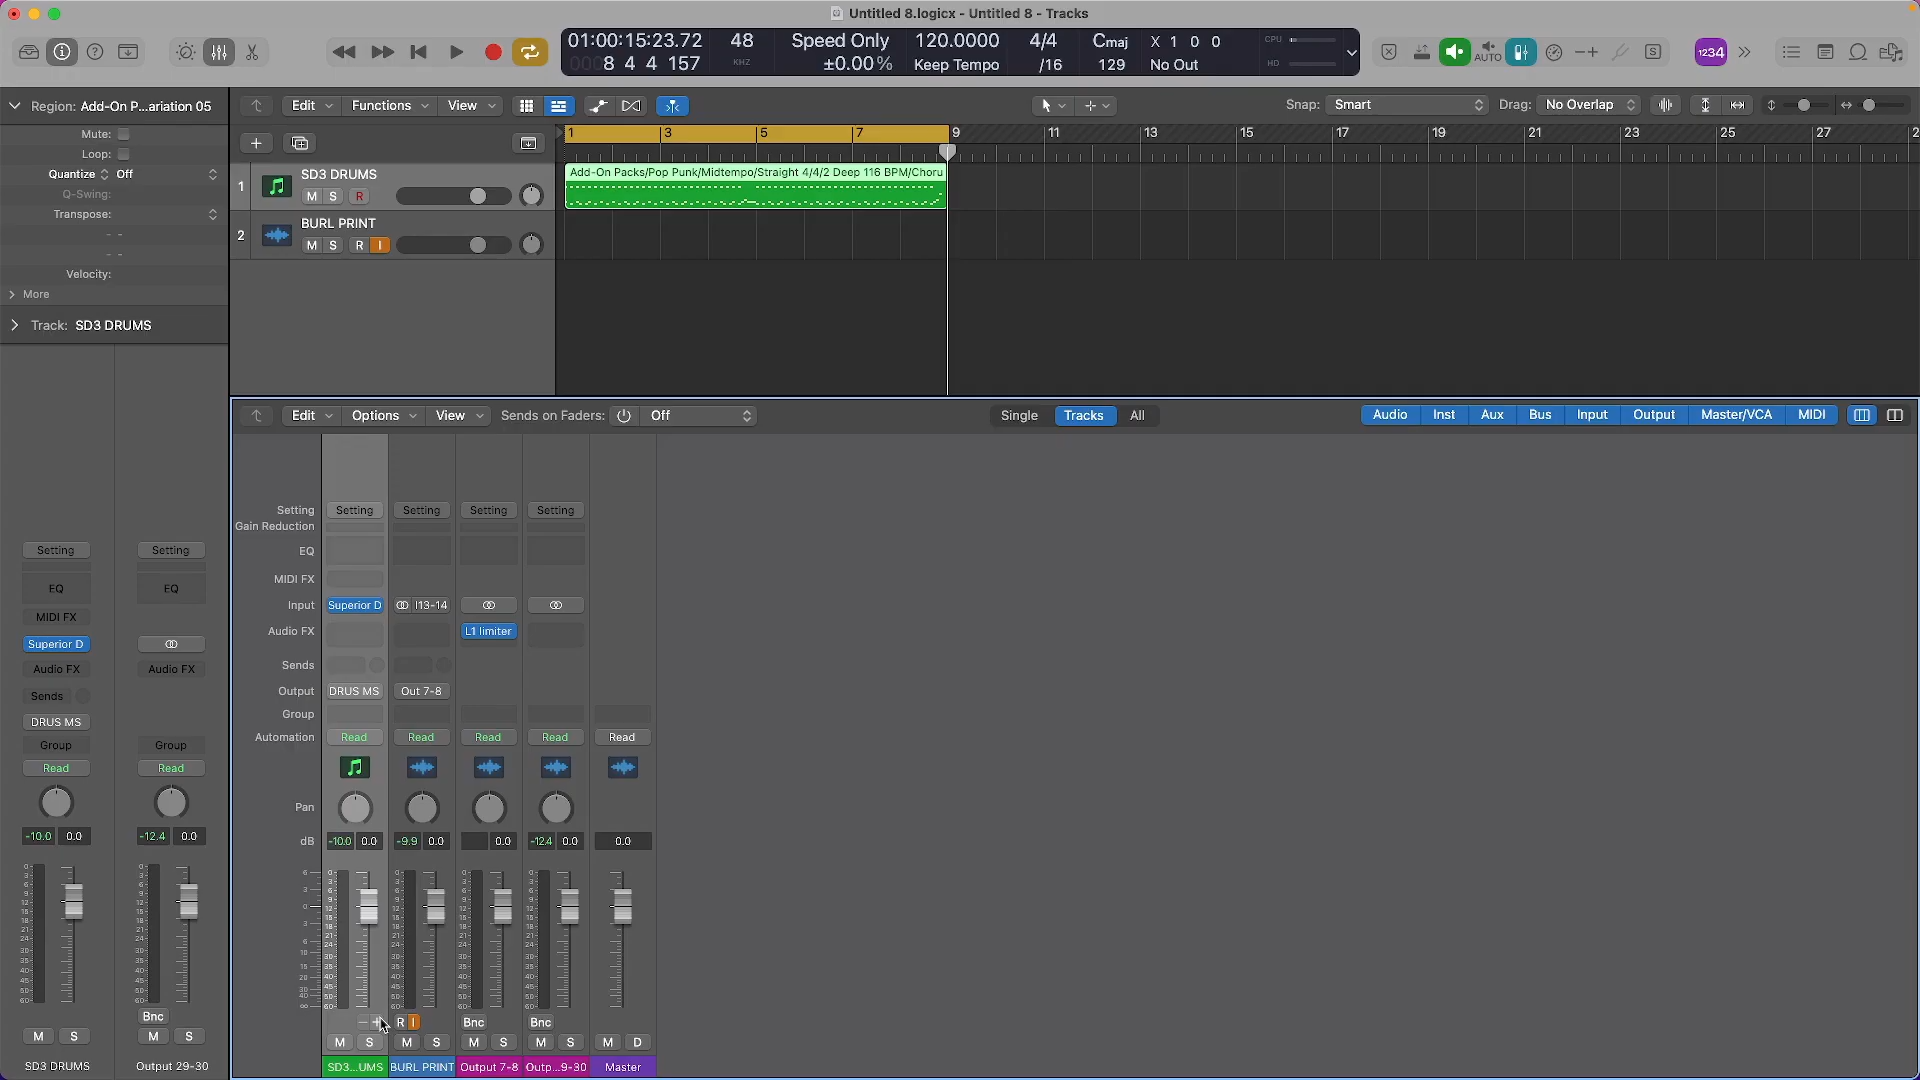 Untitled 8.logicx - Untitled 8 - Tracks
01:00:15:23.72 48 Speed Only 120.0000 4/4 Cmaj X 1 0 0 CPU
8 4 4 157 KHZ ±0.00% Keep Tempo /16 129 No Out HD
AUTO S 1234
Region: Add-On P...ariation 05
Edit Functions View Snap: Smart Drag: No Overlap
Mute:
Loop:
Quantize Off
Q-Swing:
Transpose:
Velocity:
More
Track: SD3 DRUMS
1 3 5 7 9 11 13 15 17 19 21 23 25 27
1 SD3 DRUMS
M S R
Add-On Packs/Pop Punk/Midtempo/Straight 4/4/2 Deep 116 BPM/Choru
2 BURL PRINT
M S R I
Edit Options View Sends on Faders: Off Single Tracks All Audio Inst Aux Bus Input Output Master/VCA MIDI
Setting Setting Setting Setting Setting
Gain Reduction
EQ
MIDI FX
Input Superior D I13-14
Audio FX L1 limiter
Sends
Output DRUS MS Out 7-8
Group
Automation Read Read Read Read Read
Pan
dB -10.0 0.0 -9.9 0.0 0.0 -12.4 0.0 0.0
R I Bnc Bnc
M S M S M S M S M D
SD3...UMS BURL PRINT Output 7-8 Outp...9-30 Master
Setting Setting
EQ EQ
MIDI FX
Superior D
Audio FX Audio FX
Sends
DRUS MS
Group Group
Read Read
-10.0 0.0 -12.4 0.0
Bnc
M S M S
SD3 DRUMS Output 29-30